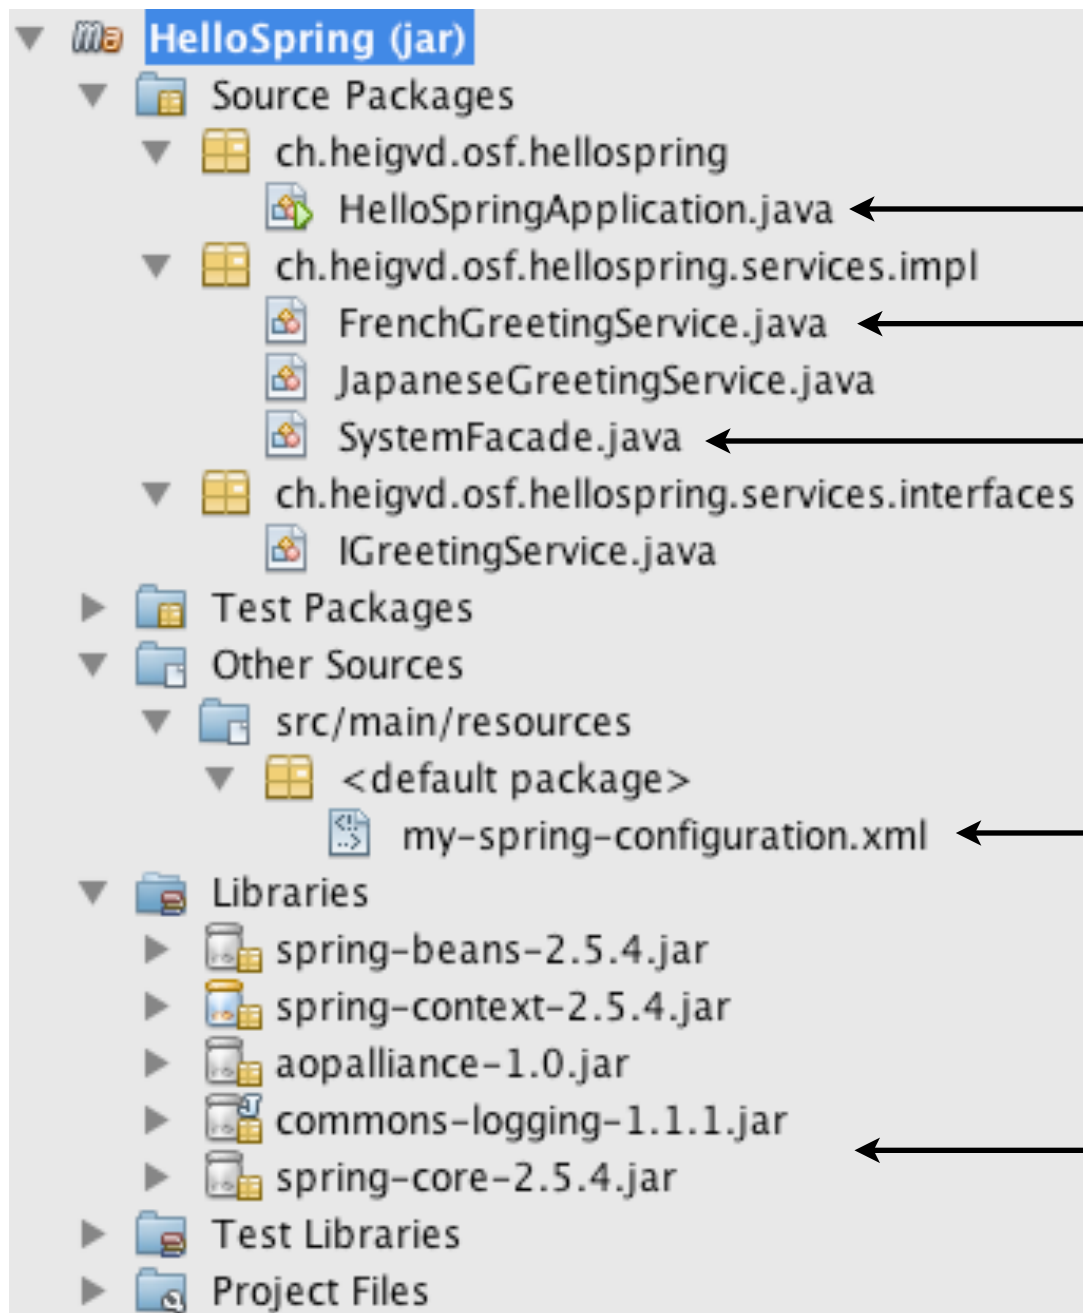 HelloSpring (jar)
Source Packages
ch.heigvd.osf.hellospring
HelloSpringApplication.java
ch.heigvd.osf.hellospring.services.impl
FrenchGreetingService.java
JapaneseGreetingService.java
SystemFacade.java
ch.heigvd.osf.hellospring.services.interfaces
IGreetingService.java
Test Packages
Other Sources
src/main/resources
<default package>
my-spring-configuration.xml
Libraries
spring-beans-2.5.4.jar
spring-context-2.5.4.jar
aopalliance-1.0.jar
commons-logging-1.1.1.jar
spring-core-2.5.4.jar
Test Libraries
Project Files